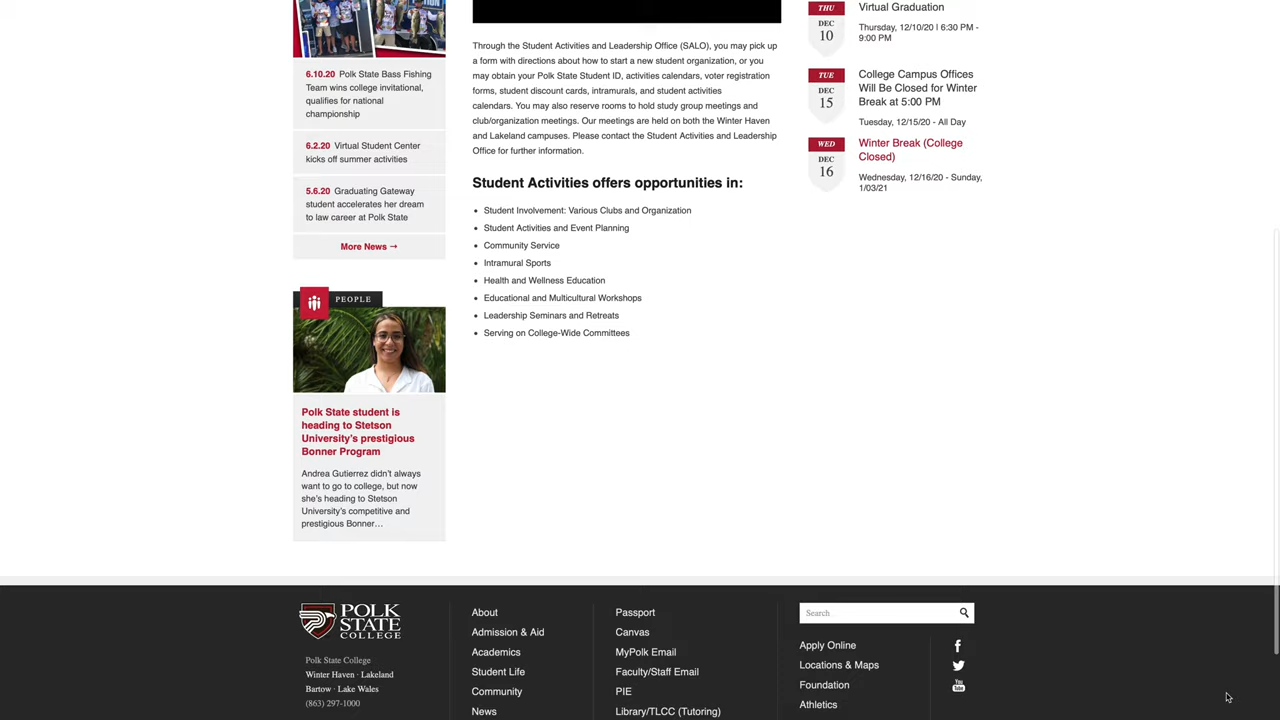 6.10.20 Polk State Bass Fishing
Team wins college invitational,
qualifies for national
championship
6.2.20 Virtual Student Center
kicks off summer activities
5.6.20 Graduating Gateway
student accelerates her dream
to law career at Polk State
More News →
PEOPLE
Polk State student is
heading to Stetson
University's prestigious
Bonner Program
Andrea Gutierrez didn't always
want to go to college, but now
she's heading to Stetson
University's competitive and
prestigious Bonner…
Through the Student Activities and Leadership Office (SALO), you may pick up
a form with directions about how to start a new student organization, or you
may obtain your Polk State Student ID, activities calendars, voter registration
forms, student discount cards, intramurals, and student activities
calendars. You may also reserve rooms to hold study group meetings and
club/organization meetings. Our meetings are held on both the Winter Haven
and Lakeland campuses. Please contact the Student Activities and Leadership
Office for further information.
Student Activities offers opportunities in:
• Student Involvement: Various Clubs and Organization
• Student Activities and Event Planning
• Community Service
• Intramural Sports
• Health and Wellness Education
• Educational and Multicultural Workshops
• Leadership Seminars and Retreats
• Serving on College-Wide Committees
THU
DEC
10
Virtual Graduation
Thursday, 12/10/20 | 6:30 PM -
9:00 PM
TUE
DEC
15
College Campus Offices
Will Be Closed for Winter
Break at 5:00 PM
Tuesday, 12/15/20 - All Day
WED
DEC
16
Winter Break (College
Closed)
Wednesday, 12/16/20 - Sunday,
1/03/21
POLK
STATE
COLLEGE
Polk State College
Winter Haven · Lakeland
Bartow · Lake Wales
(863) 297-1000
About
Admission & Aid
Academics
Student Life
Community
News
Passport
Canvas
MyPolk Email
Faculty/Staff Email
PIE
Library/TLCC (Tutoring)
Search
Apply Online
Locations & Maps
Foundation
Athletics
You
Tube